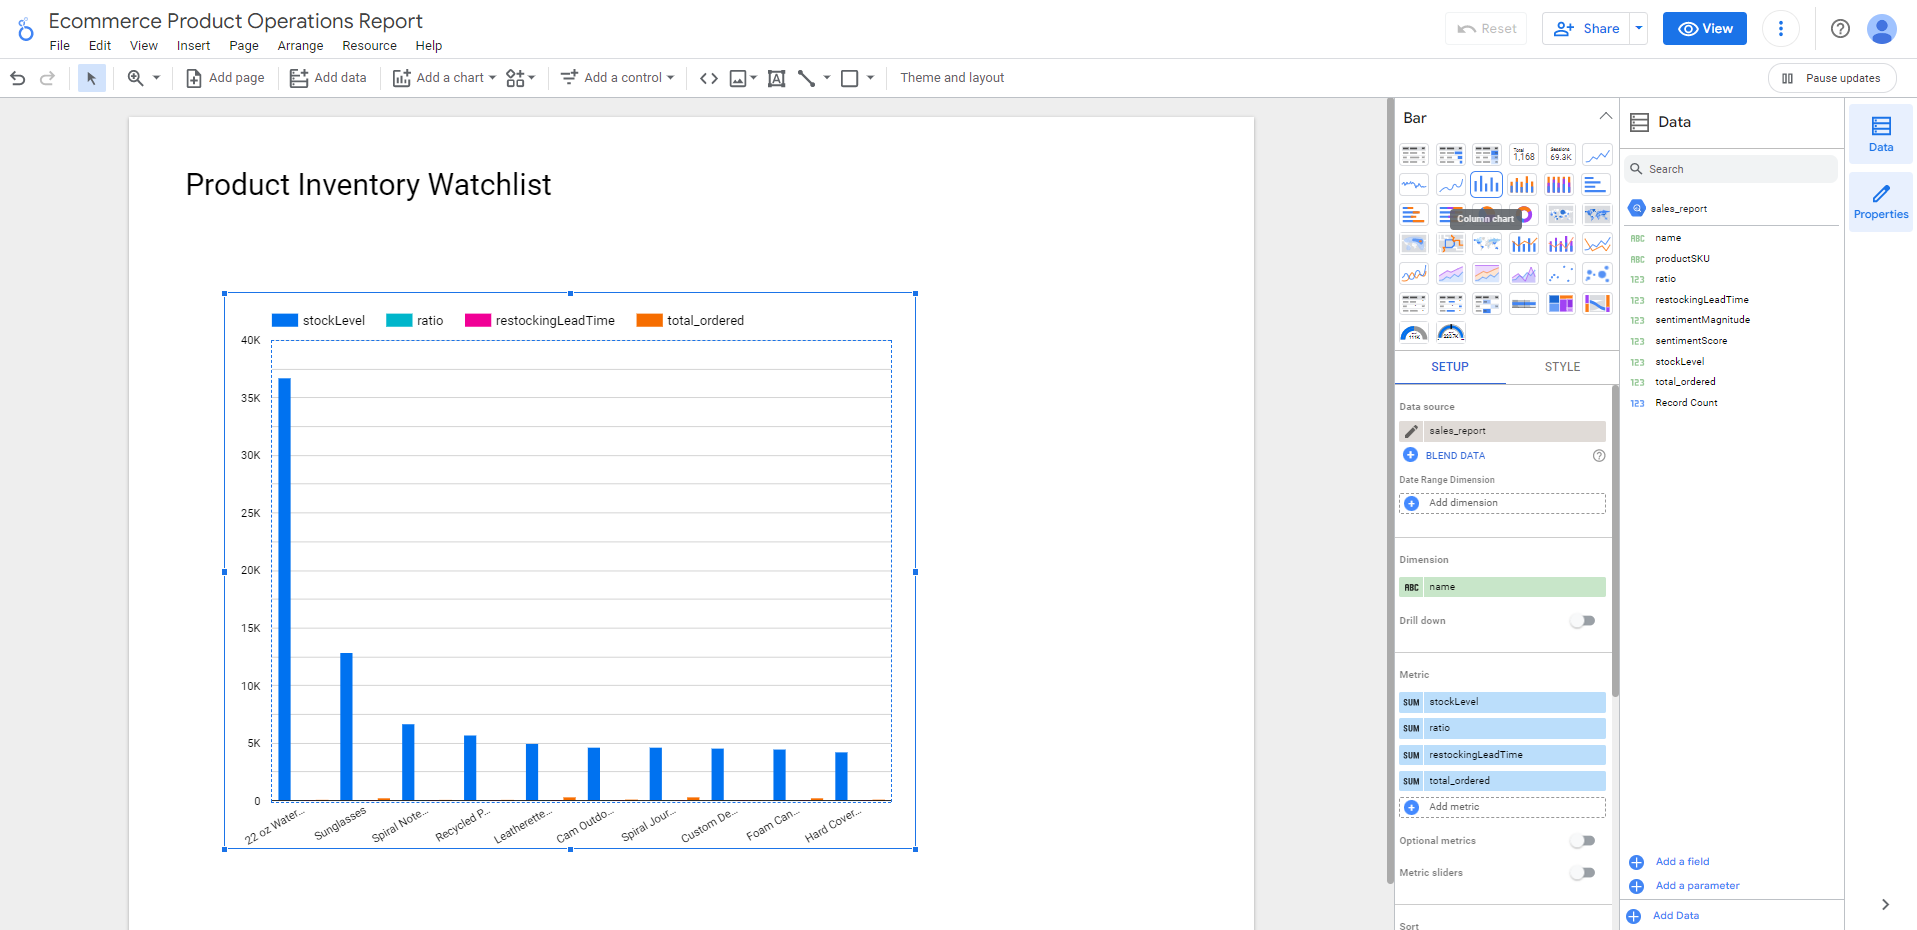 Ecommerce Product Operations Report
File Edit View Insert Page Arrange Resource Help
Reset Share View
Add page Add data Add a chart Add a control Theme and layout Pause updates
Product Inventory Watchlist
stockLevel ratio restockingLeadTime total_ordered
40K
35K
30K
25K
20K
15K
10K
5K
0
22 oz Water... Sunglasses Spiral Note... Recycled P... Leatherette... Cam Outdo... Spiral Jour... Custom De... Foam Can... Hard Cover...
Bar
Total
1,168
Sessions
69.3K
Column chart
SETUP STYLE
Data source
sales_report
BLEND DATA
Date Range Dimension
Add dimension
Dimension
ABC name
Drill down
Metric
SUM stockLevel
SUM ratio
SUM restockingLeadTime
SUM total_ordered
Add metric
Optional metrics
Metric sliders
Sort
Data
Search
sales_report
ABC name
ABC productSKU
123 ratio
123 restockingLeadTime
123 sentimentMagnitude
123 sentimentScore
123 stockLevel
123 total_ordered
123 Record Count
Add a field
Add a parameter
Add Data
Data
Properties